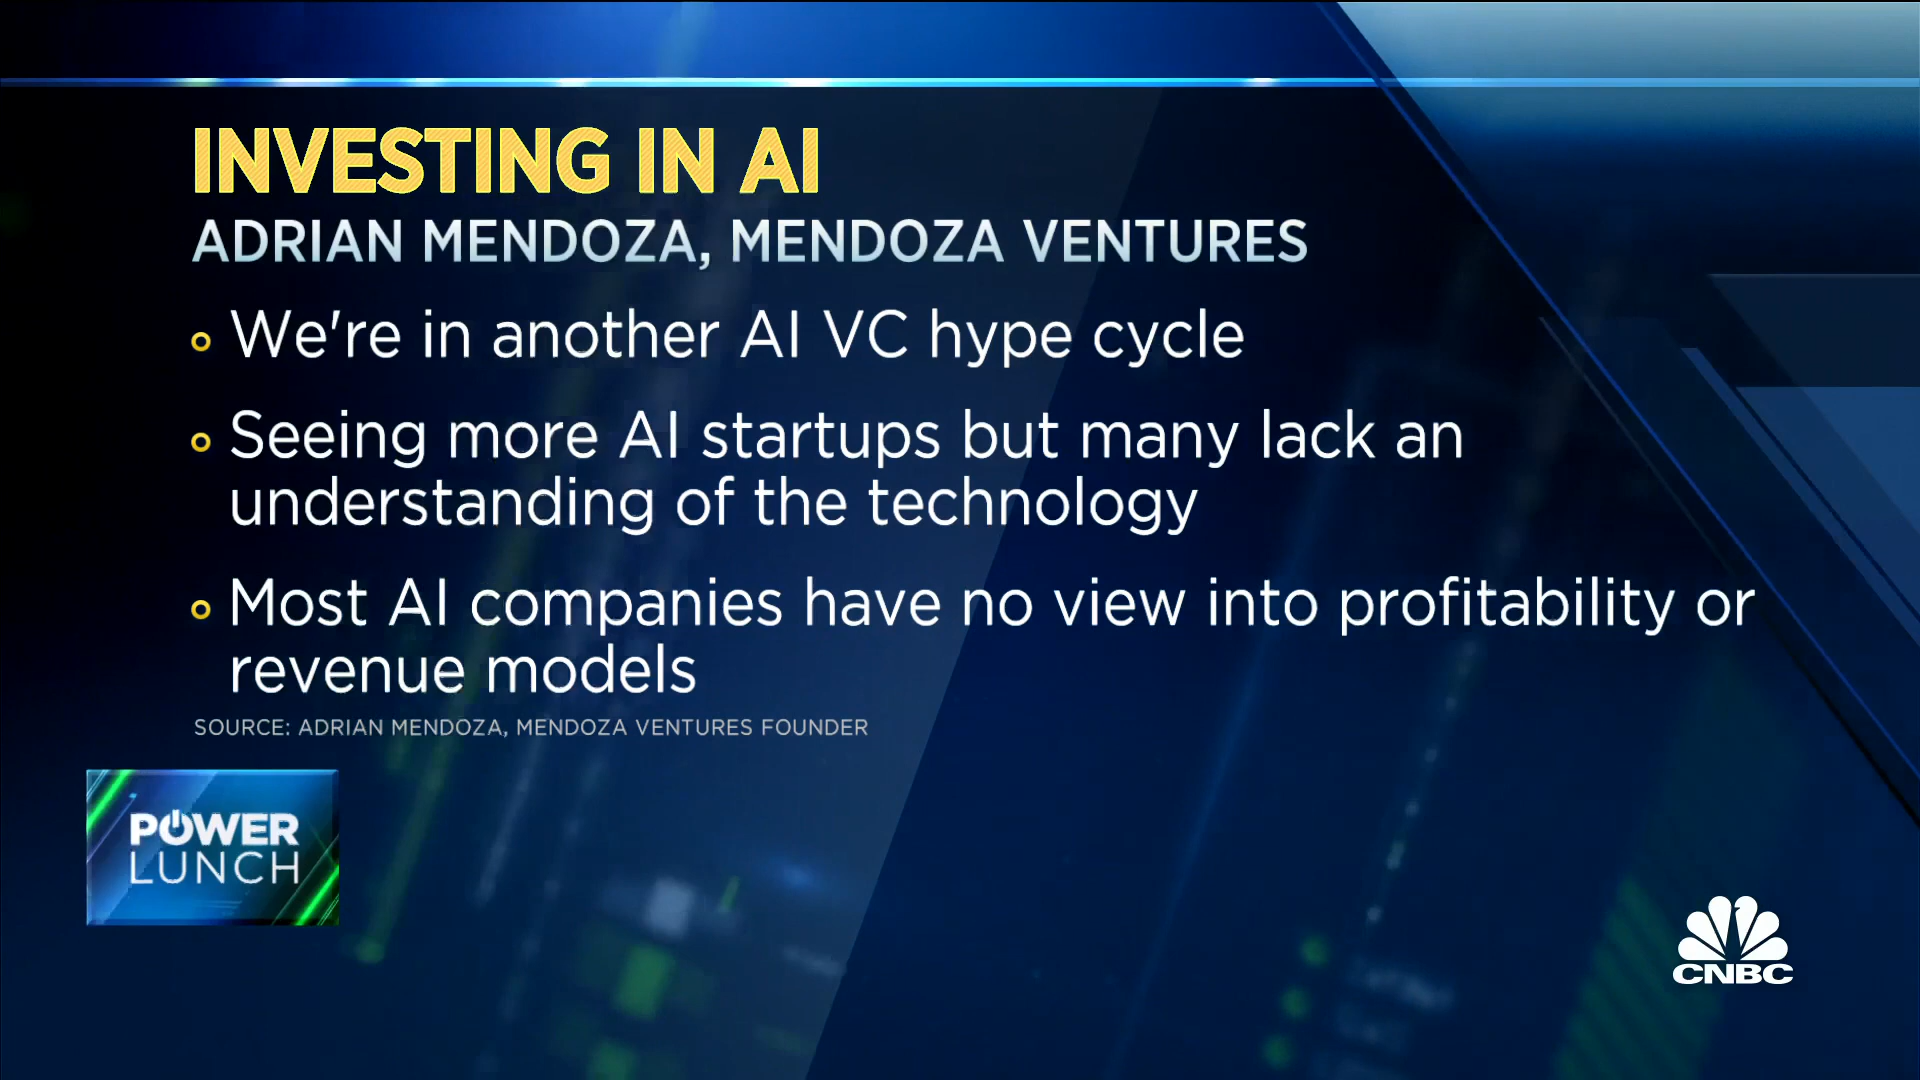 INVESTING IN AI
ADRIAN MENDOZA, MENDOZA VENTURES
We're in another AI VC hype cycle
Seeing more AI startups but many lack an
understanding of the technology
Most AI companies have no view into profitability or
revenue models
SOURCE: ADRIAN MENDOZA, MENDOZA VENTURES FOUNDER
POWER
LUNCH
CNBC